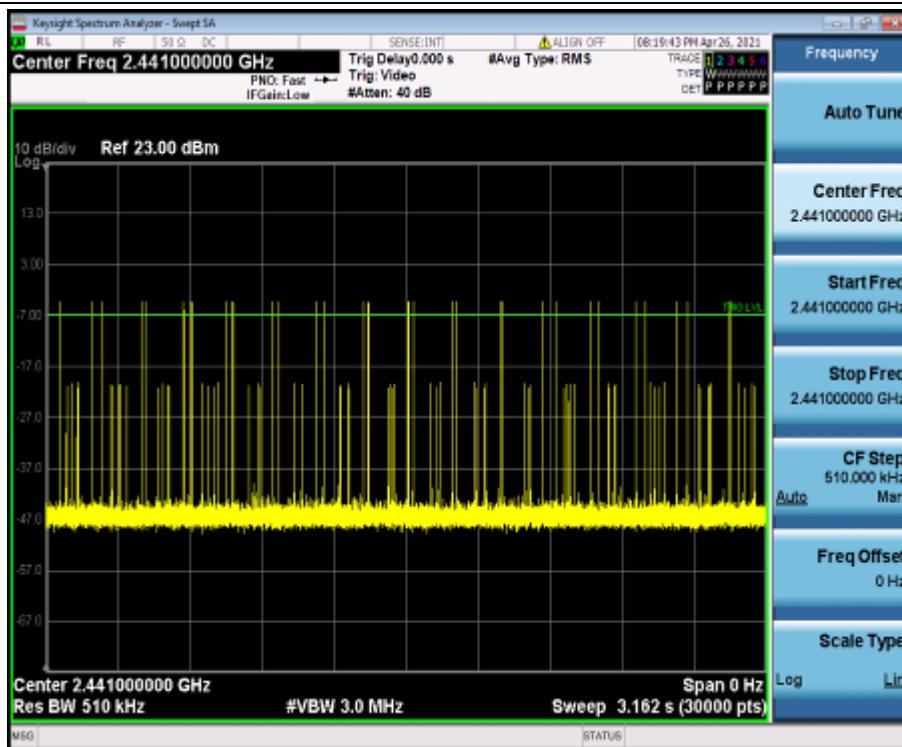 Keysight Spectrum Analyzer - Swept SA
RL RF 50 Ω DC SENSE:INT ALIGN OFF 08:19:43 PM Apr 26, 2021
Center Freq 2.441000000 GHz
PNO: Fast
IFGain:Low
Trig Delay0.000 s
Trig: Video
#Atten: 40 dB
#Avg Type: RMS
TRACE 1 2 3 4 5 6
TYPE WWWWWW
DET P P P P P P
10 dB/div
Log
Ref 23.00 dBm
13.0
3.00
-7.00
TRIG LVL
-17.0
-27.0
-37.0
-47.0
-57.0
-67.0
Center 2.441000000 GHz
Span 0 Hz
Res BW 510 kHz
#VBW 3.0 MHz
Sweep 3.162 s (30000 pts)
MSG
STATUS
Frequency
Auto Tune
Center Freq
2.441000000 GHz
Start Freq
2.441000000 GHz
Stop Freq
2.441000000 GHz
CF Step
510.000 kHz
Auto Man
Freq Offset
0 Hz
Scale Type
Log Lin